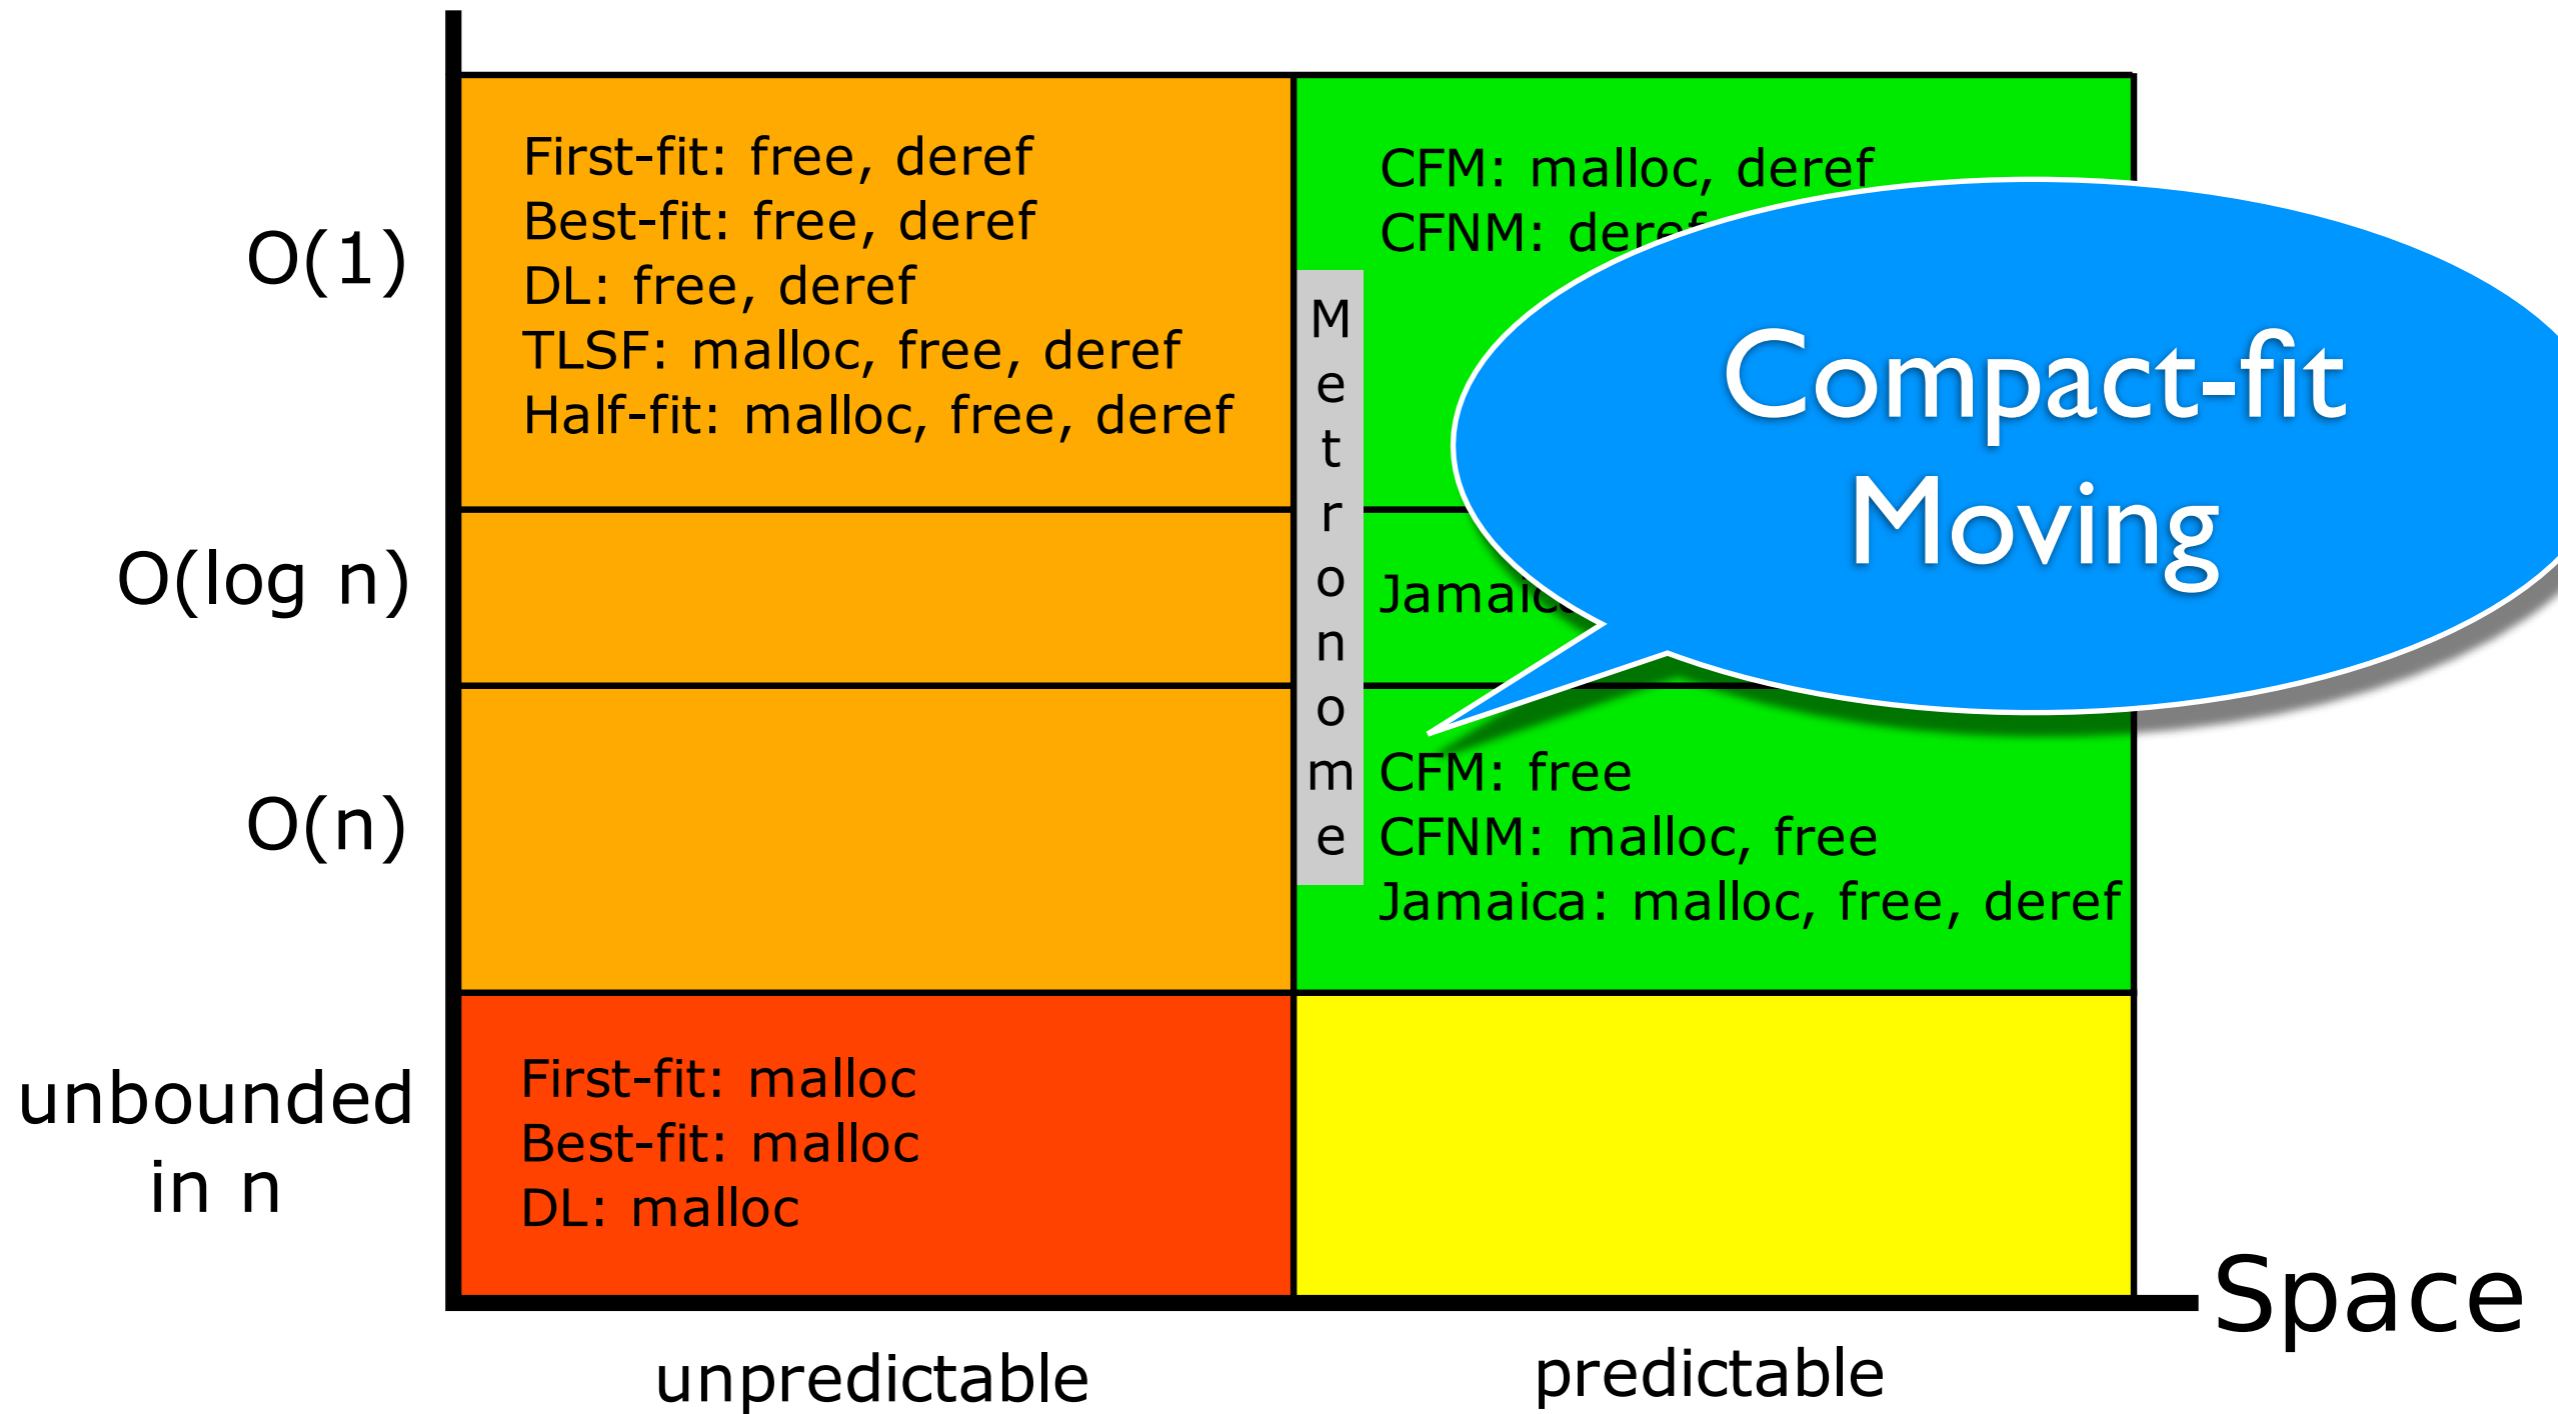 O(1)
First-fit: free, deref
Best-fit: free, deref
DL: free, deref
TLSF: malloc, free, deref
Half-fit: malloc, free, deref
CFM: malloc, deref
CFNM: deref
Metronome
Compact-fit
Moving
O(log n)
O(n)
CFM: free
CFNM: malloc, free
Jamaica: malloc, free, deref
unbounded
in n
First-fit: malloc
Best-fit: malloc
DL: malloc
Space
unpredictable
predictable